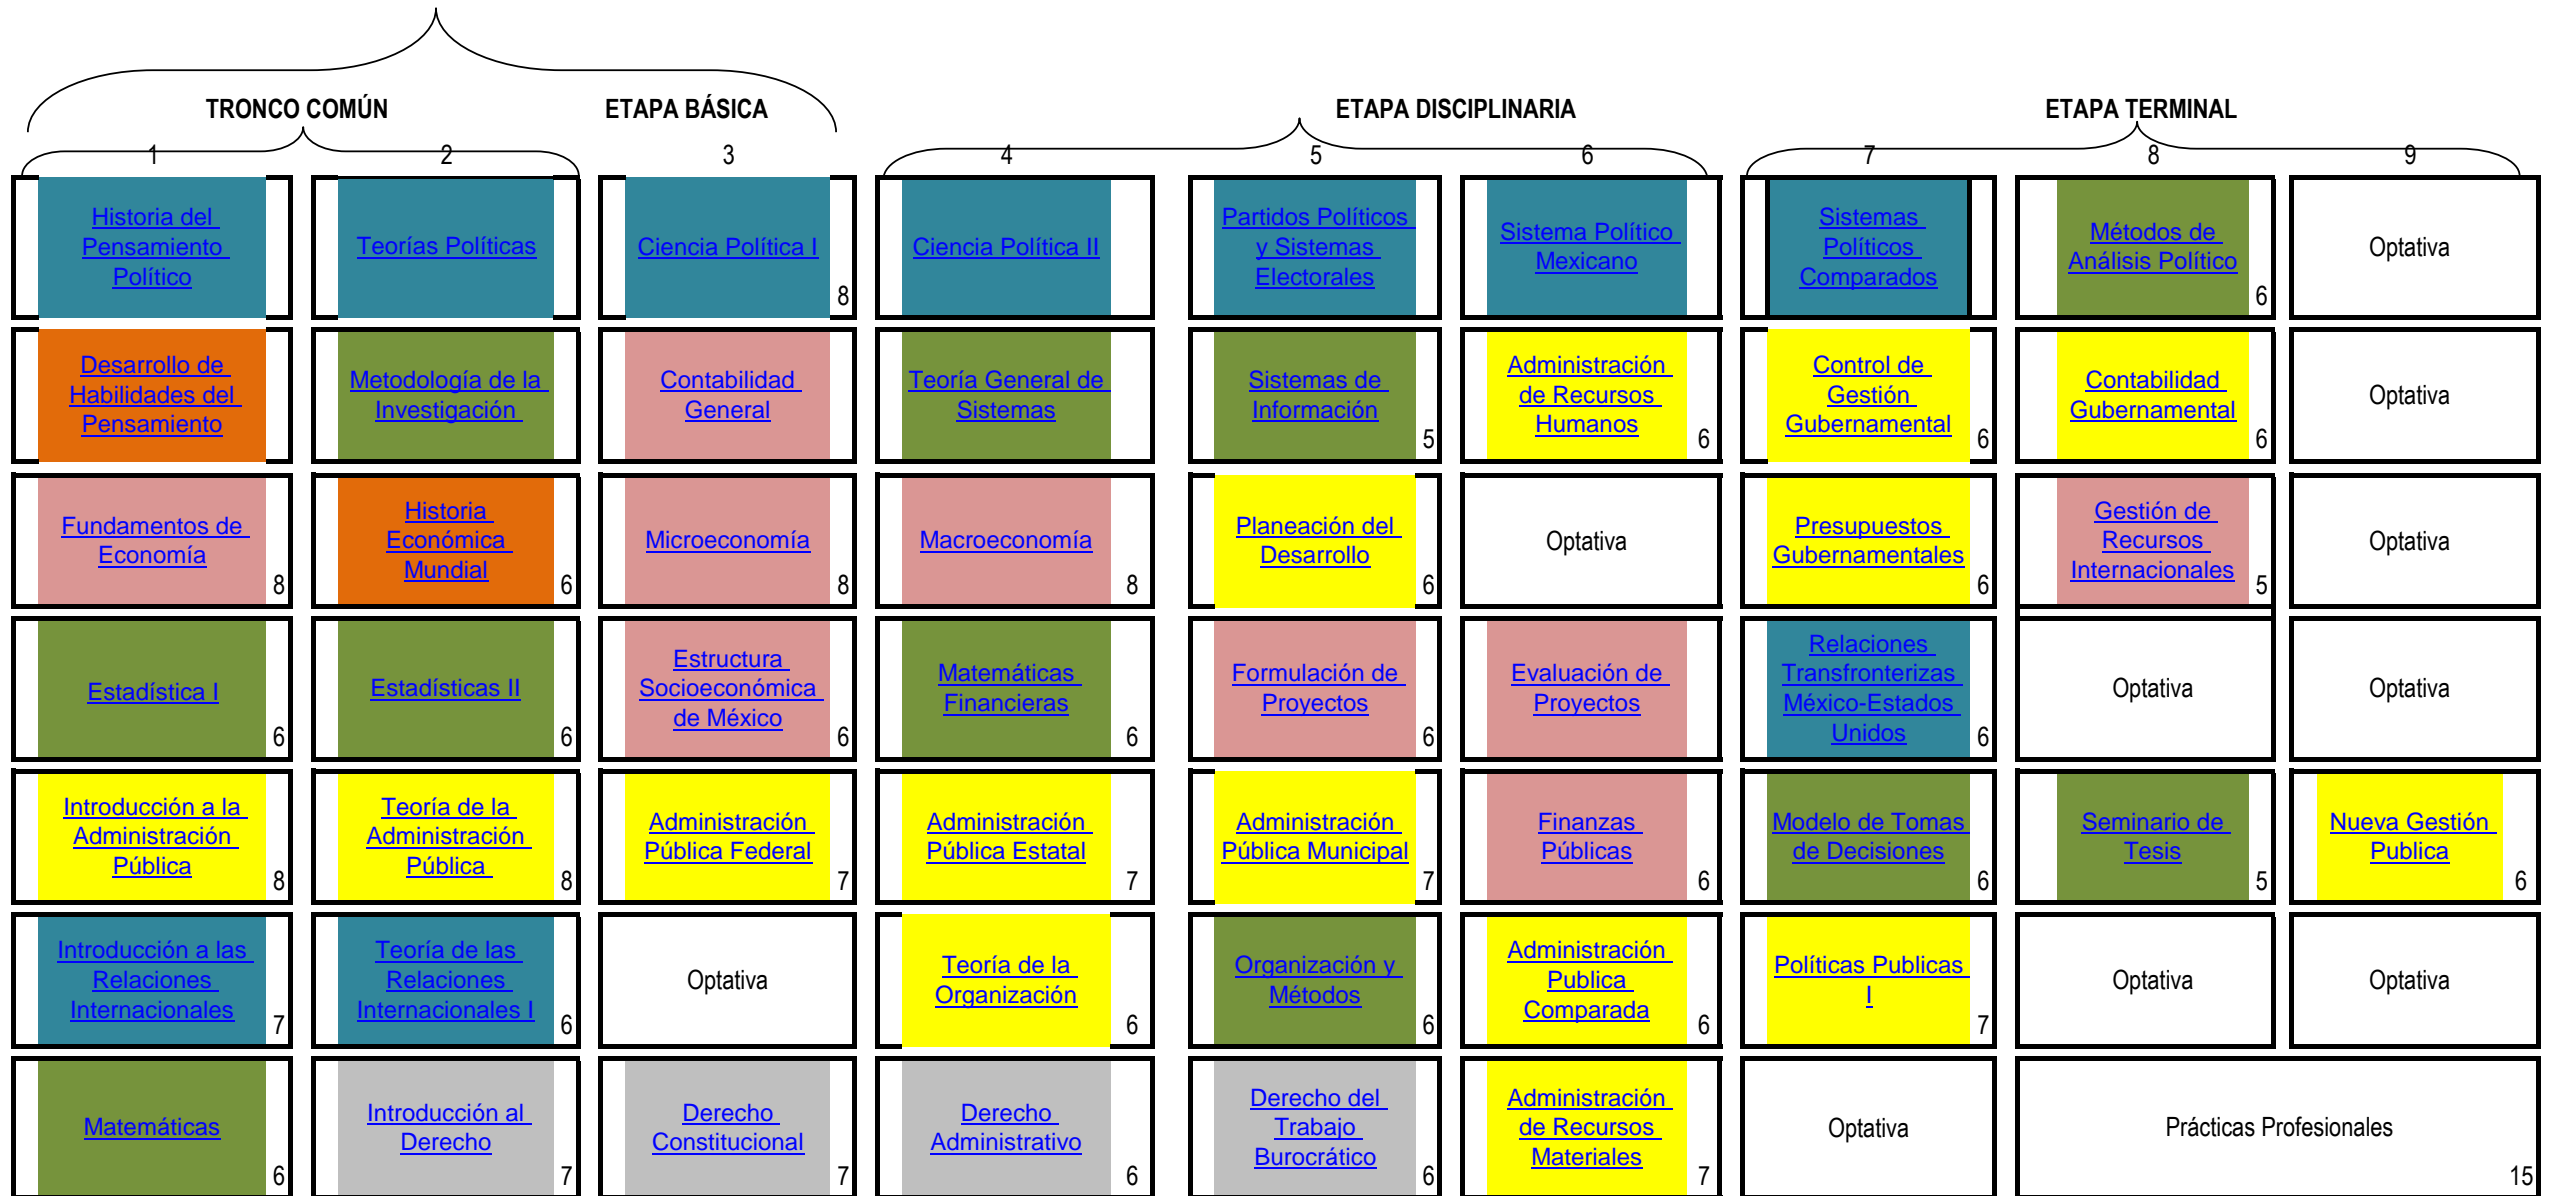 TRONCO COMÚN ETAPA BÁSICA ETAPA DISCIPLINARIA ETAPA TERMINAL
1 2 3 4 5 6 7 8 9
Historia del
Pensamiento
Político
Teorías Políticas
Ciencia Política I
8
Ciencia Política II
Partidos Políticos
y Sistemas
Electorales
Sistema Político
Mexicano
Sistemas
Políticos
Comparados
Métodos de
Análisis Político
6
Optativa
Desarrollo de
Habilidades del
Pensamiento
Metodología de la
Investigación
Contabilidad
General
Teoría General de
Sistemas
Sistemas de
Información
5
Administración
de Recursos
Humanos
6
Control de
Gestión
Gubernamental
6
Contabilidad
Gubernamental
6
Optativa
Fundamentos de
Economía
8
Historia
Económica
Mundial
6
Microeconomía
8
Macroeconomía
8
Planeación del
Desarrollo
6
Optativa
Presupuestos
Gubernamentales
6
Gestión de
Recursos
Internacionales
5
Optativa
Estadística I
6
Estadísticas II
6
Estructura
Socioeconómica
de México
6
Matemáticas
Financieras
6
Formulación de
Proyectos
6
Evaluación de
Proyectos
Relaciones
Transfronterizas
México-Estados
Unidos
6
Optativa
Optativa
Introducción a la
Administración
Pública
8
Teoría de la
Administración
Pública
8
Administración
Pública Federal
7
Administración
Pública Estatal
7
Administración
Pública Municipal
7
Finanzas
Públicas
6
Modelo de Tomas
de Decisiones
6
Seminario de
Tesis
5
Nueva Gestión
Publica
6
Introducción a las
Relaciones
Internacionales
7
Teoría de las
Relaciones
Internacionales I
6
Optativa
Teoría de la
Organización
6
Organización y
Métodos
6
Administración
Publica
Comparada
6
Políticas Publicas
I
7
Optativa
Optativa
Matemáticas
6
Introducción al
Derecho
7
Derecho
Constitucional
7
Derecho
Administrativo
6
Derecho del
Trabajo
Burocrático
6
Administración
de Recursos
Materiales
7
Optativa
Prácticas Profesionales
15